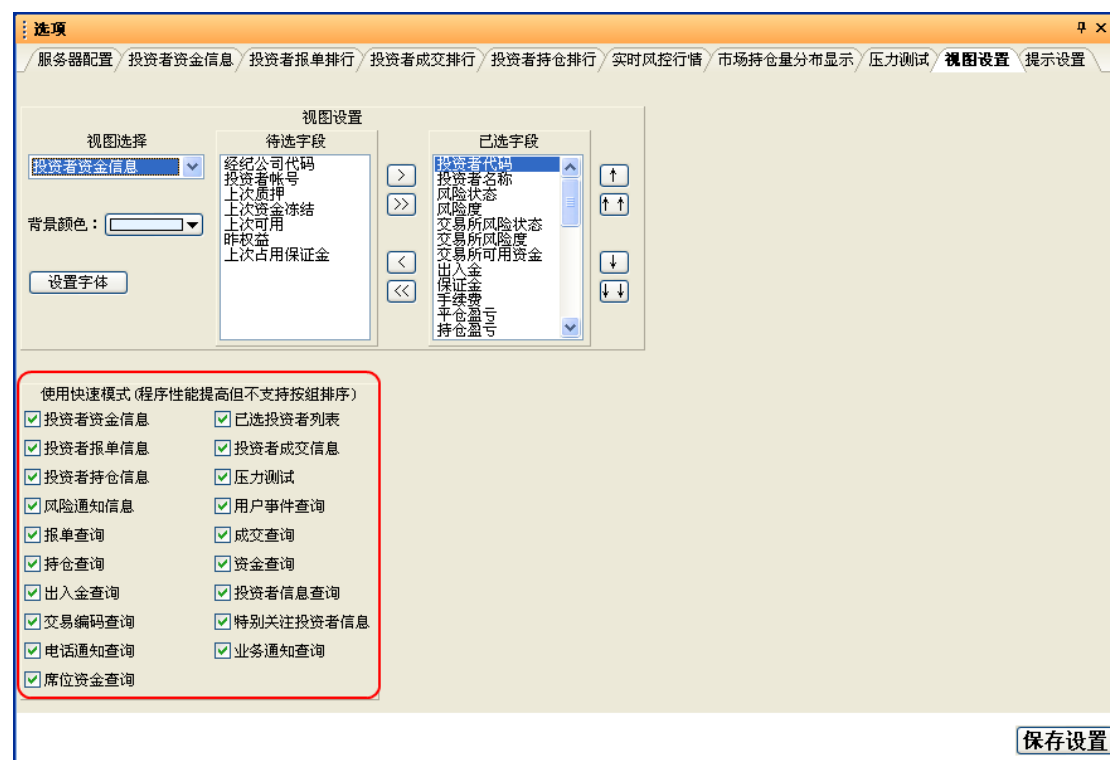 选项
服务器配置 投资者资金信息 投资者报单排行 投资者成交排行 投资者持仓排行 实时风控行情 市场持仓量分布显示 压力测试 视图设置 提示设置
视图设置
视图选择 待选字段 已选字段
投资者资金信息
经纪公司代码
投资者帐号
上次质押
上次资金冻结
上次可用
昨权益
上次占用保证金
>
>>
<
<<
投资者代码
投资者名称
风险状态
风险度
交易所风险状态
交易所风险度
交易所可用资金
出入金
保证金
手续费
平仓盈亏
持仓盈亏
背景颜色：
设置字体
使用快速模式(程序性能提高但不支持按组排序)
投资者资金信息 已选投资者列表
投资者报单信息 投资者成交信息
投资者持仓信息 压力测试
风险通知信息 用户事件查询
报单查询 成交查询
持仓查询 资金查询
出入金查询 投资者信息查询
交易编码查询 特别关注投资者信息
电话通知查询 业务通知查询
席位资金查询
保存设置